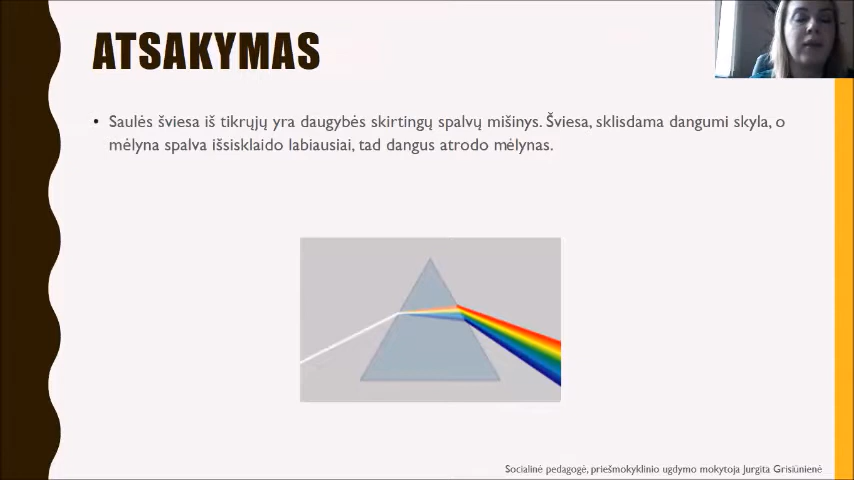 ATSAKYMAS
• Saulės šviesa iš tikrųjų yra daugybės skirtingų spalvų mišinys. Šviesa, sklisdama dangumi skyla, o
mėlyna spalva išsisklaido labiausiai, tad dangus atrodo mėlynas.
Socialinė pedagogė, priešmokyklinio ugdymo mokytoja Jurgita Grisiūnienė